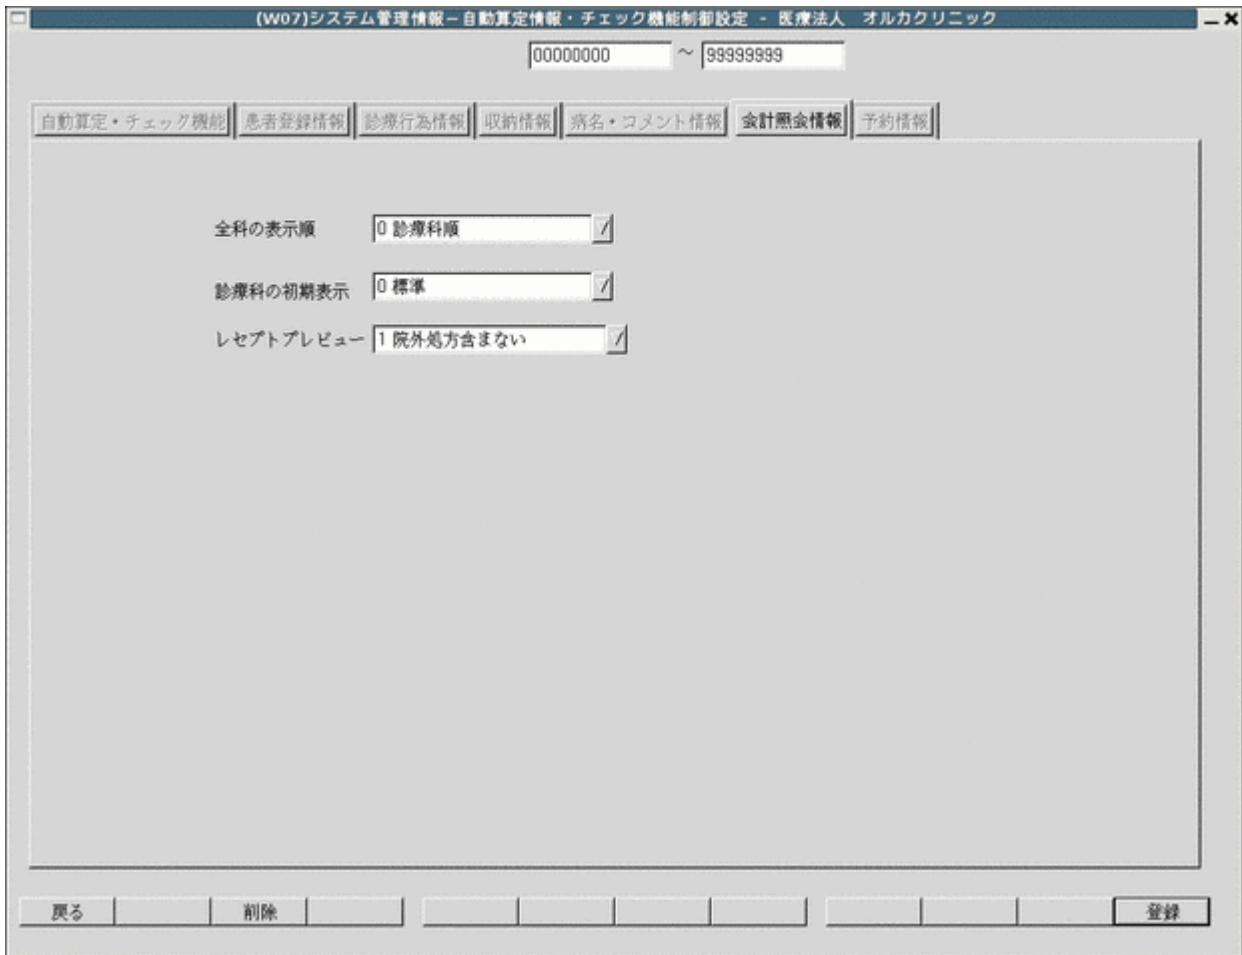 (W07)システム管理情報－自動算定情報・チェック機能制御設定 - 医療法人　オルカクリニック
00000000 ～ 99999999
自動算定・チェック機能 患者登録情報 診療行為情報 収納情報 病名・コメント情報 会計照会情報 予約情報
全科の表示順 0 診療科順
診療科の初期表示 0 標準
レセプトプレビュー 1 院外処方含まない
戻る 削除 登録